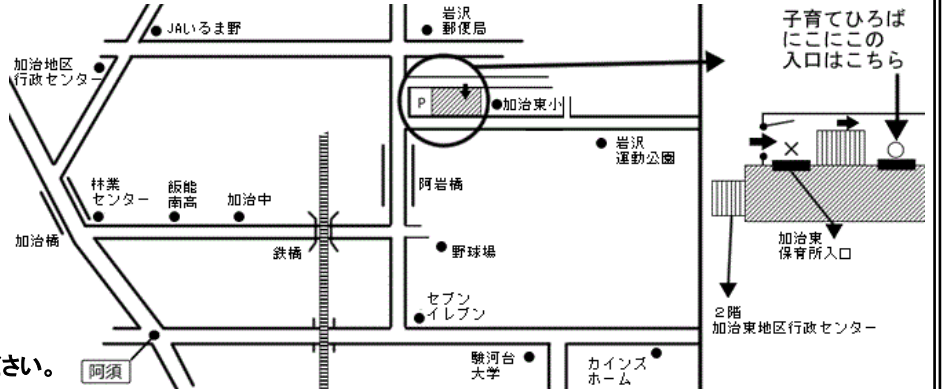 JAいるま野
岩沢
郵便局
加治地区
行政センター
P
加治東小
岩沢
運動公園
林業
センター
飯能
南高
加治中
阿岩橋
加治橋
鉄橋
野球場
セブン
イレブン
駿河台
大学
カインズ
ホーム
阿須
さい。
子育てひろば
にこにこの
入口はこちら
加治東
保育所入口
２階
加治東地区行政センター